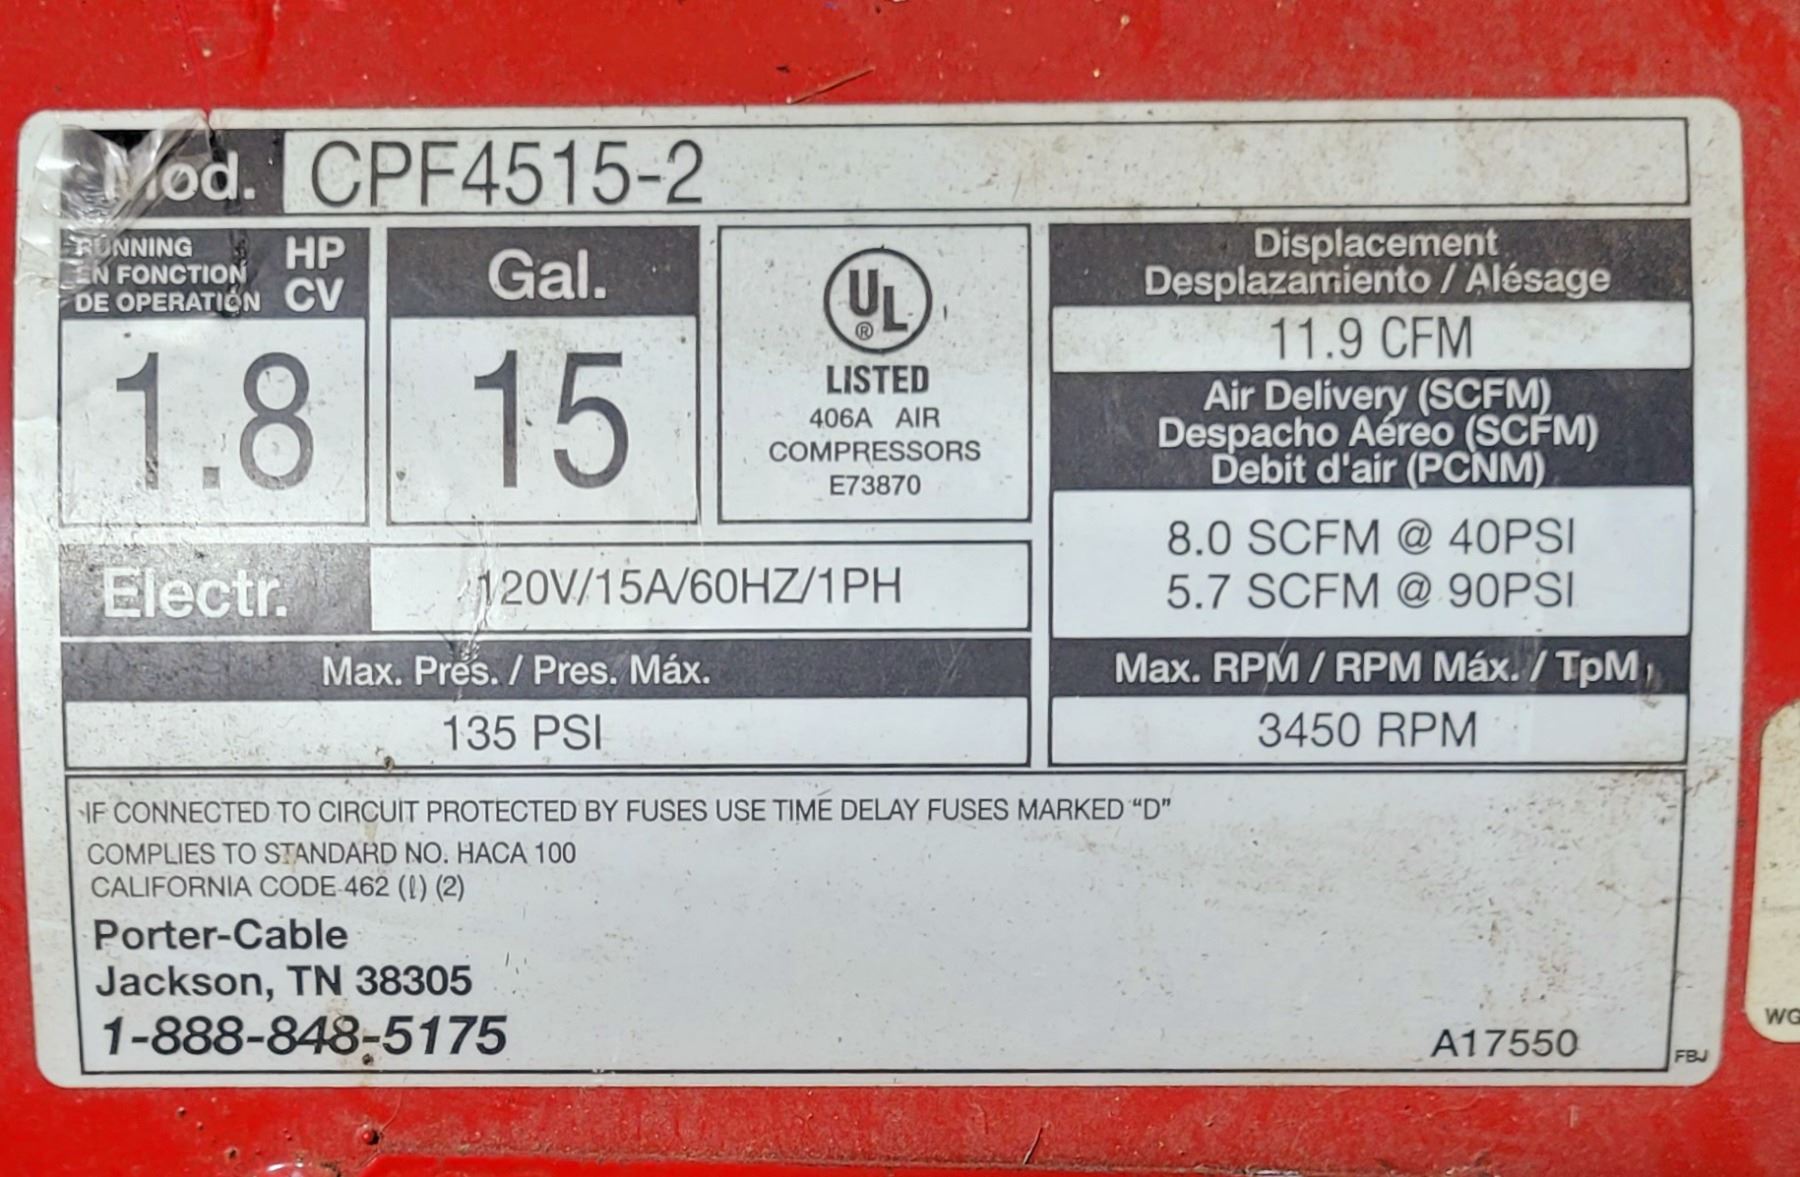 Mod. CPF4515-2
RUNNING
EN FONCTION
DE OPERATIÓN
HP
CV
1.8
Gal.
15
UL
®
LISTED
406A AIR
COMPRESSORS
E73870
Displacement
Desplazamiento / Alésage
11.9 CFM
Air Delivery (SCFM)
Despacho Aéreo (SCFM)
Debit d'air (PCNM)
8.0 SCFM @ 40PSI
5.7 SCFM @ 90PSI
Electr. 120V/15A/60HZ/1PH
Max. Pres. / Pres. Máx.
135 PSI
Max. RPM / RPM Máx. / TpM
3450 RPM
IF CONNECTED TO CIRCUIT PROTECTED BY FUSES USE TIME DELAY FUSES MARKED “D”
COMPLIES TO STANDARD NO. HACA 100
CALIFORNIA CODE 462 (l) (2)
Porter-Cable
Jackson, TN 38305
1-888-848-5175
A17550
FBJ
WG